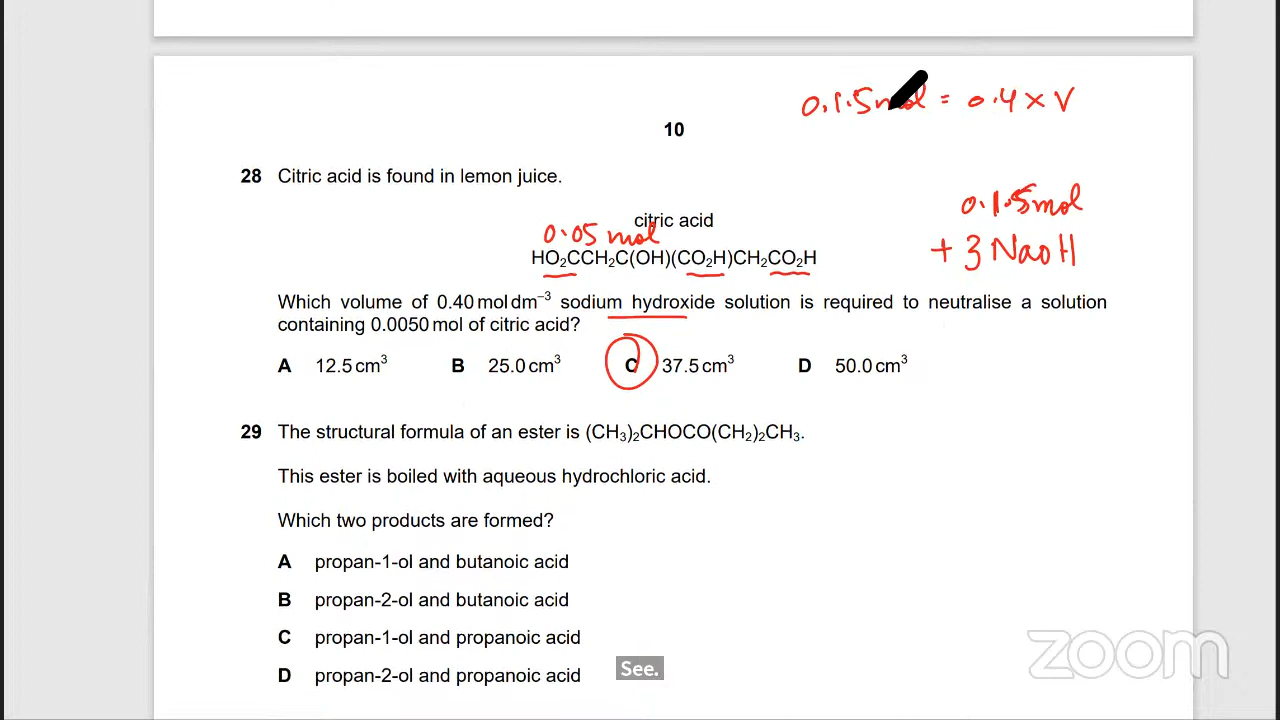 0.1.5mol = 0.4 × V
10
28 Citric acid is found in lemon juice.
0.1.5mol
citric acid
0.05 mol
+ 3 NaoH
HO₂CCH₂C(OH)(CO₂H)CH₂CO₂H
Which volume of 0.40 mol dm⁻³ sodium hydroxide solution is required to neutralise a solution
containing 0.0050 mol of citric acid?
A 12.5 cm³ B 25.0 cm³ C 37.5 cm³ D 50.0 cm³
29 The structural formula of an ester is (CH₃)₂CHOCO(CH₂)₂CH₃.
This ester is boiled with aqueous hydrochloric acid.
Which two products are formed?
A propan-1-ol and butanoic acid
B propan-2-ol and butanoic acid
C propan-1-ol and propanoic acid
D propan-2-ol and propanoic acid
See.
zoom